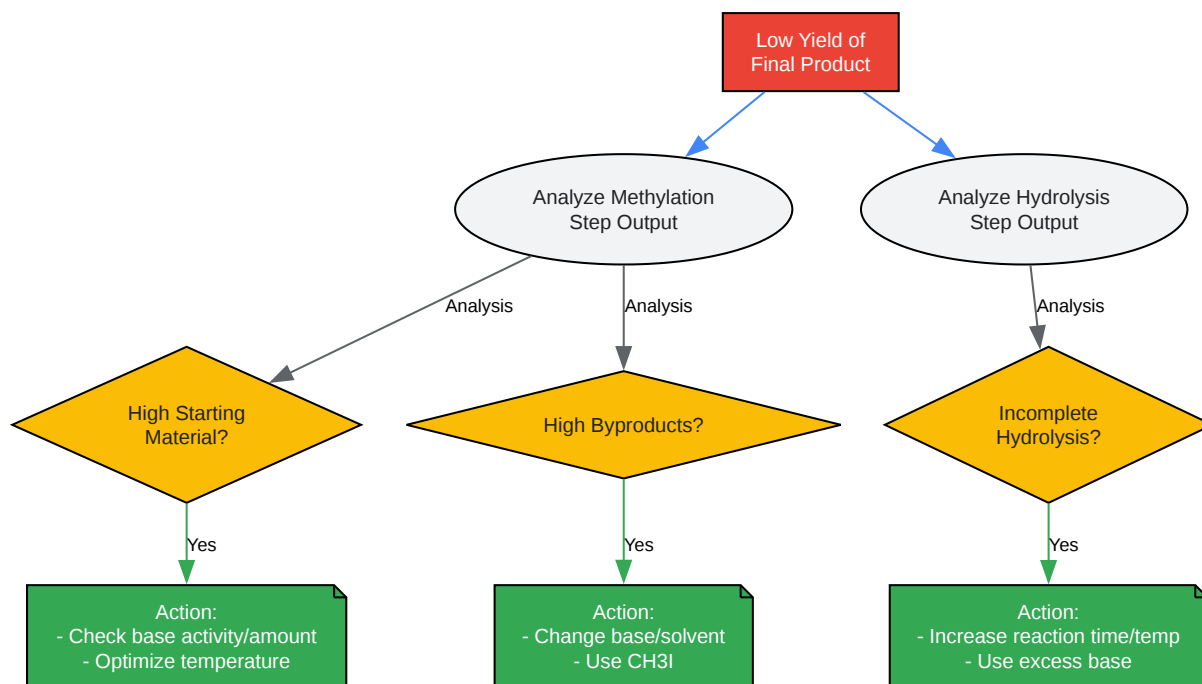 Low Yield of
Final Product
Analyze Methylation
Step Output
Analyze Hydrolysis
Step Output
Analysis
Analysis
Analysis
High Starting
Material?
High Byproducts?
Incomplete
Hydrolysis?
Yes
Yes
Yes
Action:
- Check base activity/amount
- Optimize temperature
Action:
- Change base/solvent
- Use CH3I
Action:
- Increase reaction time/temp
- Use excess base